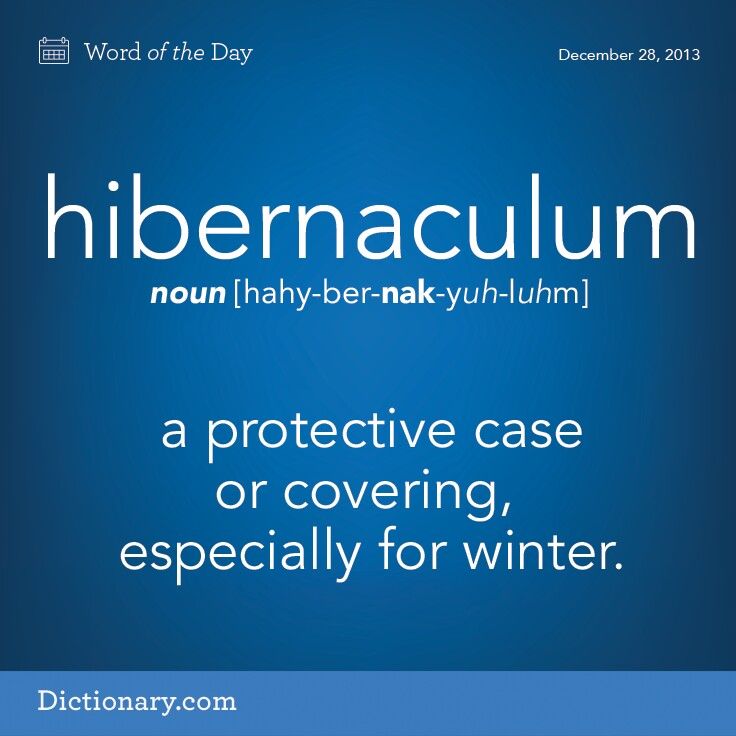 Word of the Day
December 28, 2013
hibernaculum
noun [hahy-ber-nak-yuh-luhm]
a protective case
or covering,
especially for winter.
Dictionary.com